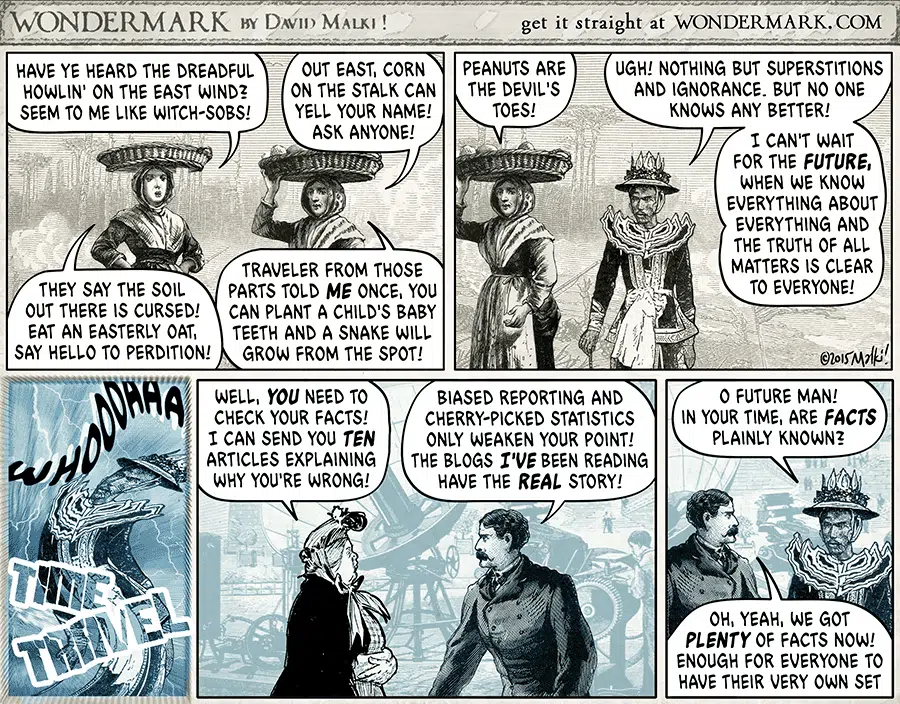 WONDERMARK BY DAVID MALKI !
get it straight at WONDERMARK.COM
HAVE YE HEARD THE DREADFUL
HOWLIN' ON THE EAST WIND?
SEEM TO ME LIKE WITCH-SOBS!
OUT EAST, CORN
ON THE STALK CAN
YELL YOUR NAME!
ASK ANYONE!
THEY SAY THE SOIL
OUT THERE IS CURSED!
EAT AN EASTERLY OAT,
SAY HELLO TO PERDITION!
TRAVELER FROM THOSE
PARTS TOLD ME ONCE, YOU
CAN PLANT A CHILD'S BABY
TEETH AND A SNAKE WILL
GROW FROM THE SPOT!
PEANUTS ARE
THE DEVIL'S
TOES!
UGH! NOTHING BUT SUPERSTITIONS
AND IGNORANCE. BUT NO ONE
KNOWS ANY BETTER!
I CAN'T WAIT
FOR THE FUTURE,
WHEN WE KNOW
EVERYTHING ABOUT
EVERYTHING AND
THE TRUTH OF ALL
MATTERS IS CLEAR
TO EVERYONE!
©2015 Malki!
WHOOOHAAA
TIME
TRAVEL
WELL, YOU NEED TO
CHECK YOUR FACTS!
I CAN SEND YOU TEN
ARTICLES EXPLAINING
WHY YOU'RE WRONG!
BIASED REPORTING AND
CHERRY-PICKED STATISTICS
ONLY WEAKEN YOUR POINT!
THE BLOGS I'VE BEEN READING
HAVE THE REAL STORY!
O FUTURE MAN!
IN YOUR TIME, ARE FACTS
PLAINLY KNOWN?
OH, YEAH, WE GOT
PLENTY OF FACTS NOW!
ENOUGH FOR EVERYONE TO
HAVE THEIR VERY OWN SET